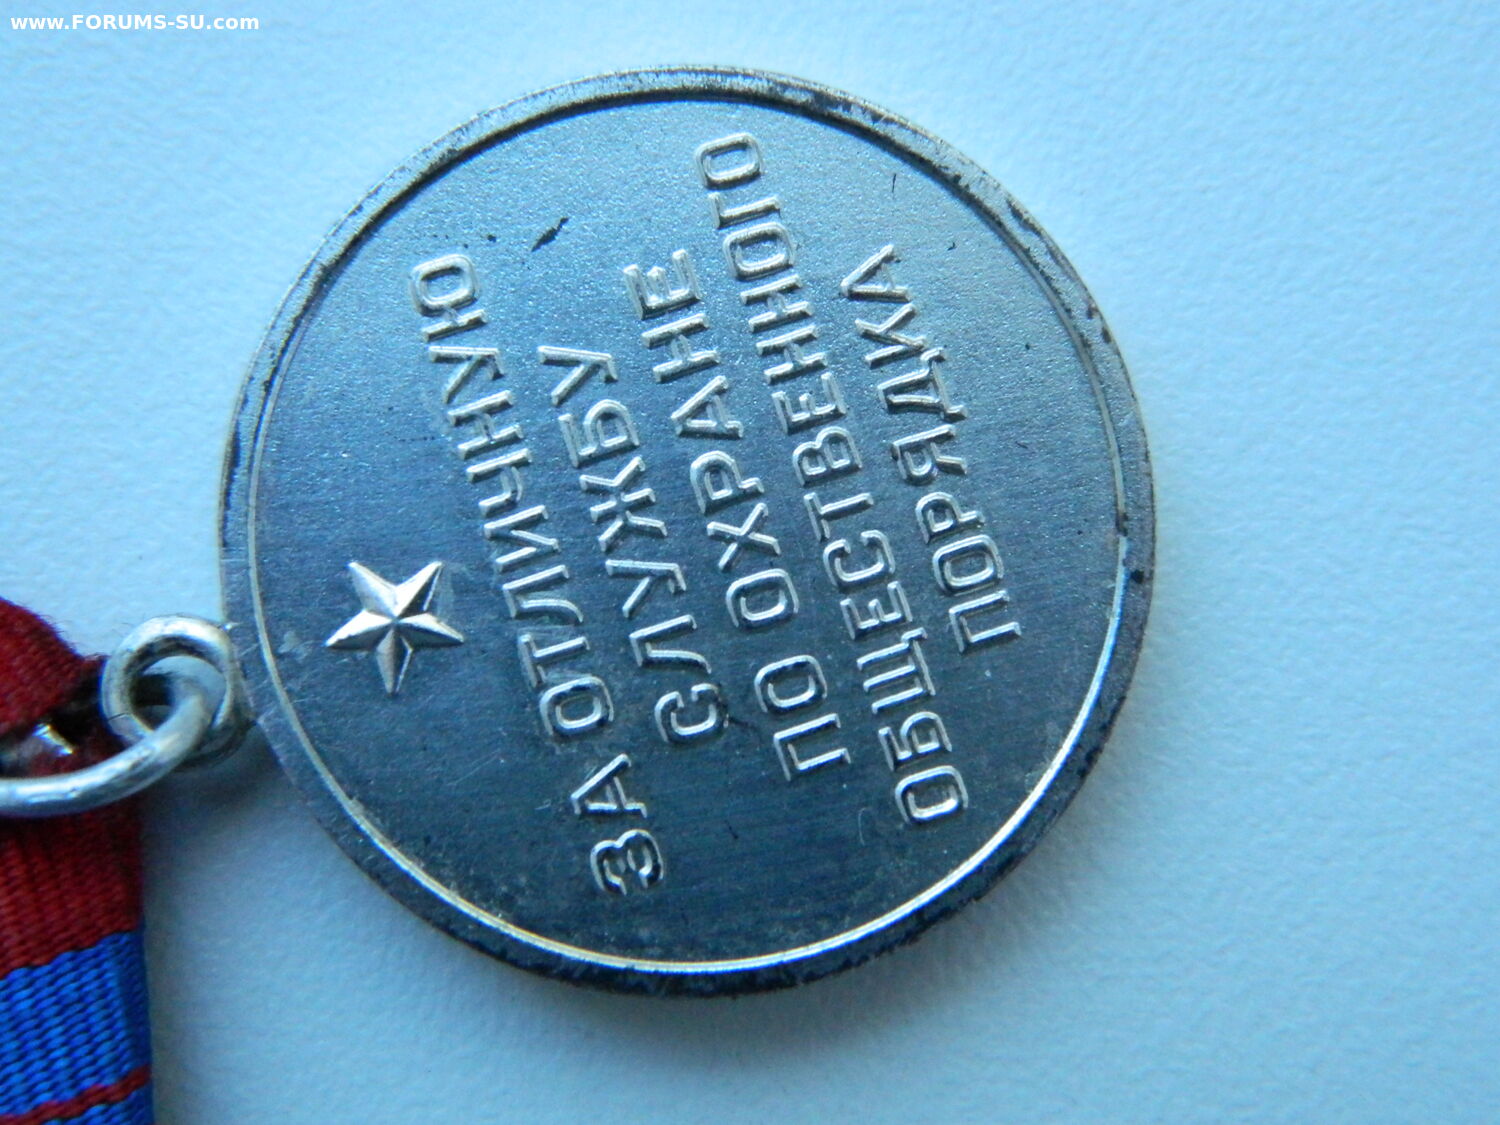 www.FORUMS-SU.com
ЗА ОТЛИЧНУЮ
СЛУЖБУ
ПО ОХРАНЕ
ОБЩЕСТВЕННОГО
ПОРЯДКА